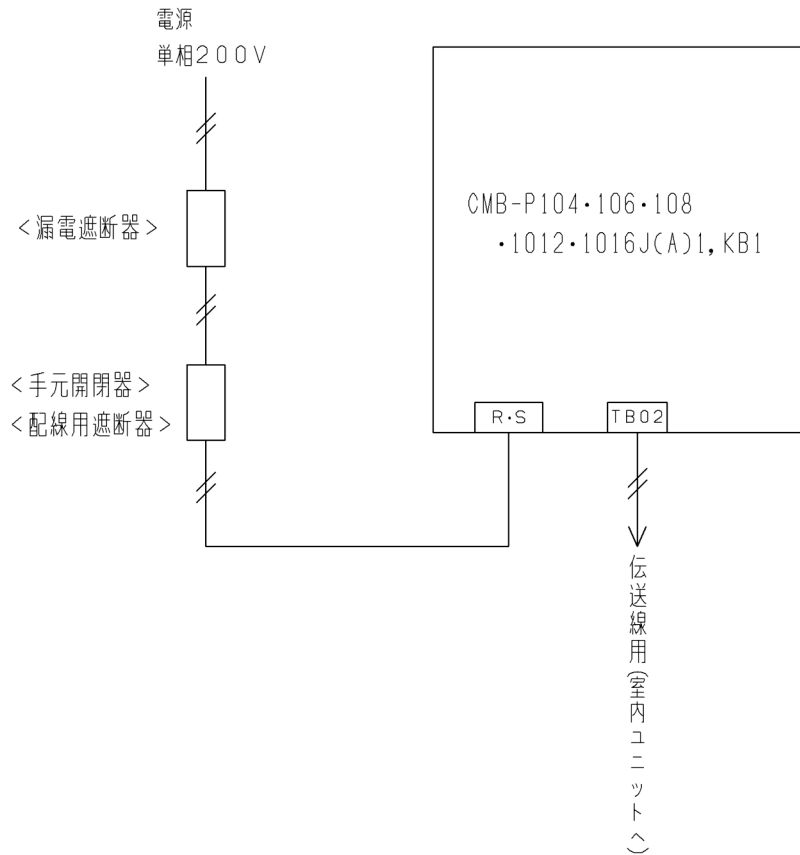 電源
単相200V
<漏電遮断器>
<手元開閉器>
<配線用遮断器>
CMB-P104・106・108
・1012・1016J(A)1,KB1
R・S
TB02
伝送線用(室内ユニットへ)